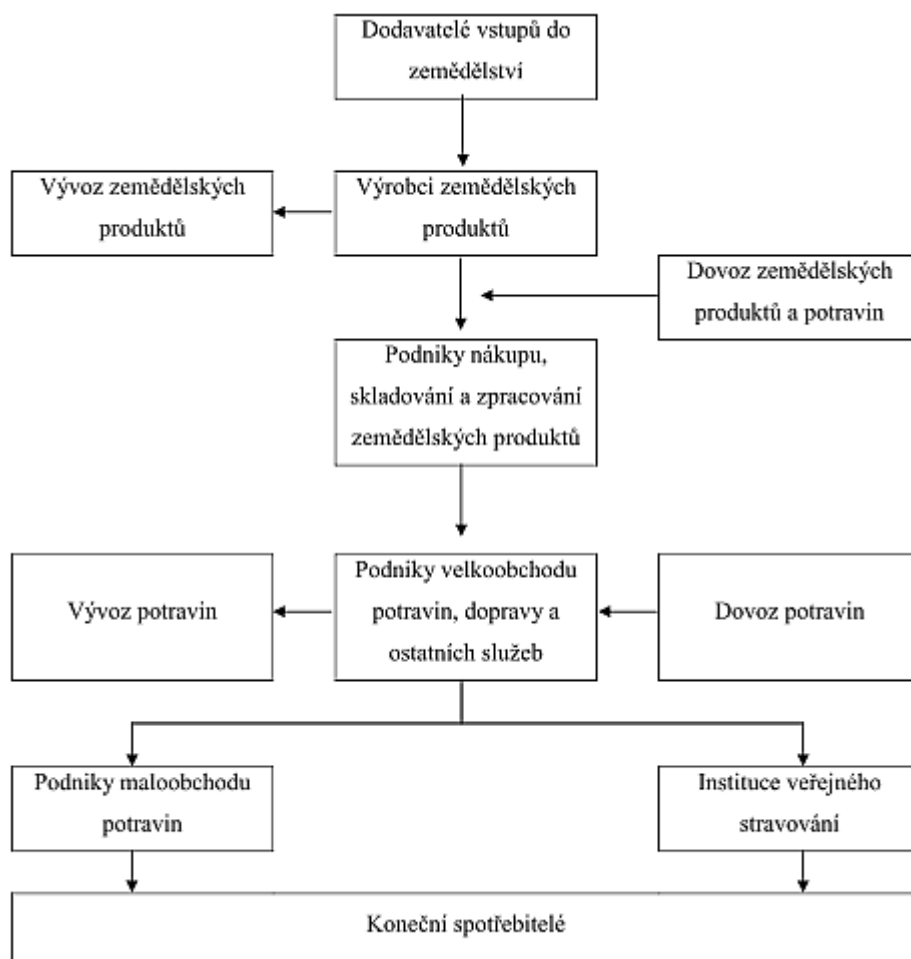 Dodavatelé vstupů do
zemědělství
Vývoz zemědělských
produktů
Výrobci zemědělských
produktů
Dovoz zemědělských
produktů a potravin
Podniky nákupu,
skladování a zpracování
zemědělských produktů
Vývoz potravin
Podniky velkoobchodu
potravin, dopravy a
ostatních služeb
Dovoz potravin
Podniky maloobchodu
potravin
Instituce veřejného
stravování
Koneční spotřebitelé